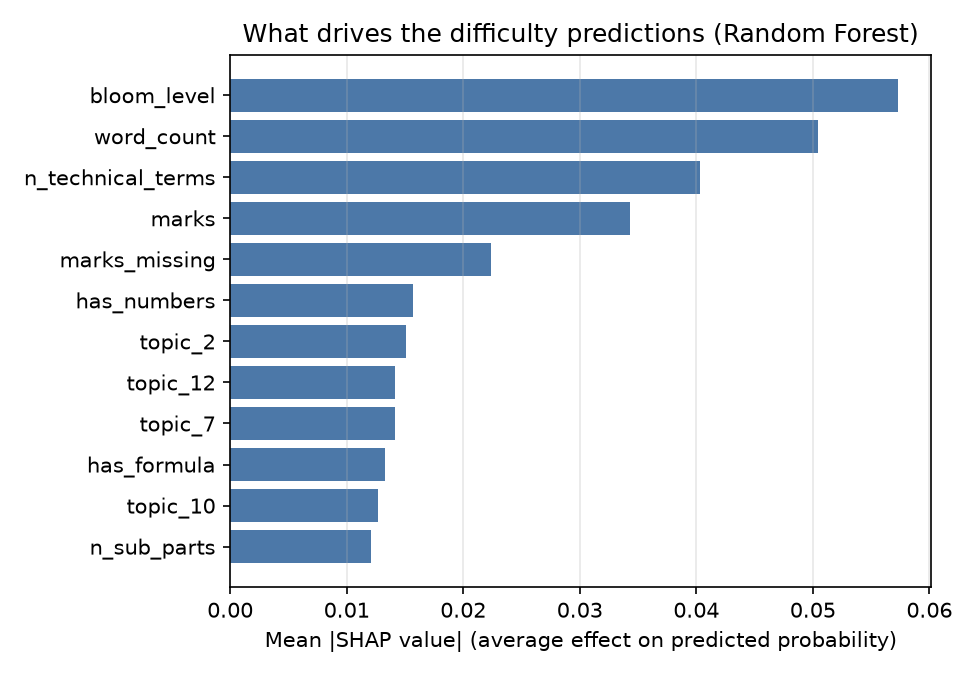 What drives the difficulty predictions (Random Forest)
bloom_level
word_count
n_technical_terms
marks
marks_missing
has_numbers
topic_2
topic_12
topic_7
has_formula
topic_10
n_sub_parts
0.00 0.01 0.02 0.03 0.04 0.05 0.06
Mean |SHAP value| (average effect on predicted probability)